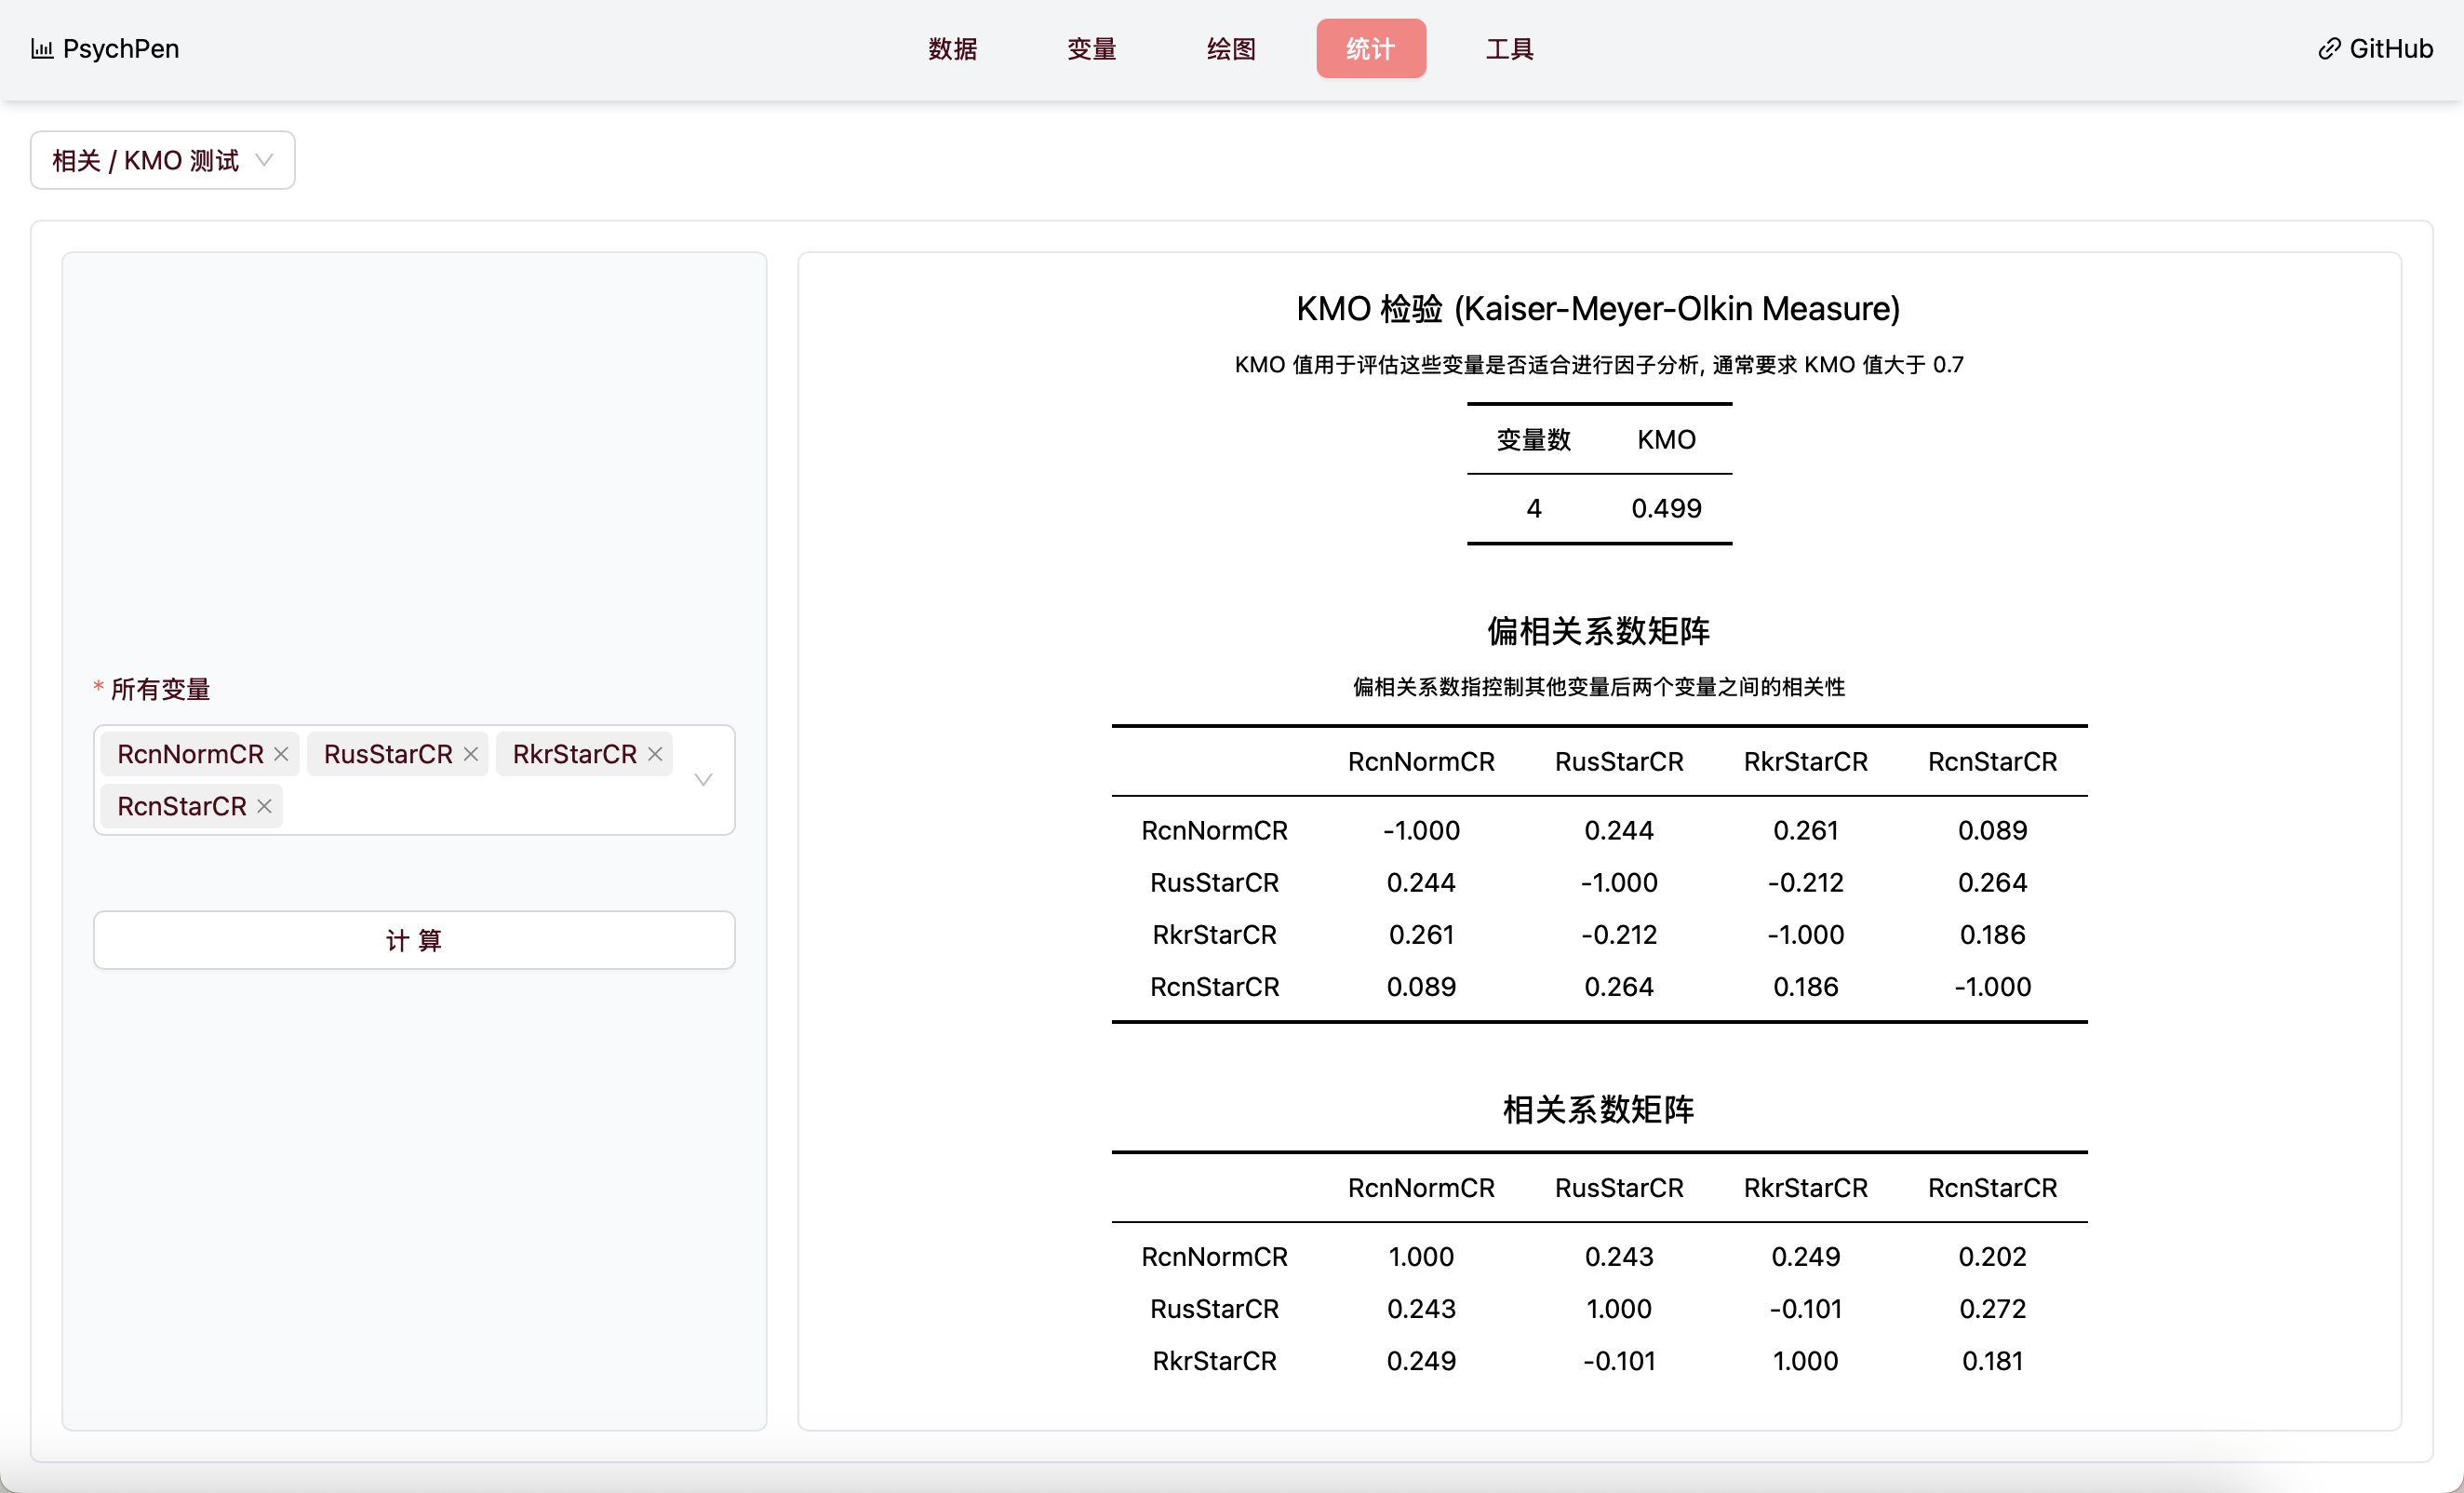 PsychPen
数据 变量 绘图 统计 工具
GitHub
相关 / KMO 测试
* 所有变量
RcnNormCR RusStarCR RkrStarCR
RcnStarCR
计 算
KMO 检验 (Kaiser-Meyer-Olkin Measure)
KMO 值用于评估这些变量是否适合进行因子分析, 通常要求 KMO 值大于 0.7
变量数 KMO
4 0.499
偏相关系数矩阵
偏相关系数指控制其他变量后两个变量之间的相关性
RcnNormCR RusStarCR RkrStarCR RcnStarCR
RcnNormCR -1.000 0.244 0.261 0.089
RusStarCR 0.244 -1.000 -0.212 0.264
RkrStarCR 0.261 -0.212 -1.000 0.186
RcnStarCR 0.089 0.264 0.186 -1.000
相关系数矩阵
RcnNormCR RusStarCR RkrStarCR RcnStarCR
RcnNormCR 1.000 0.243 0.249 0.202
RusStarCR 0.243 1.000 -0.101 0.272
RkrStarCR 0.249 -0.101 1.000 0.181